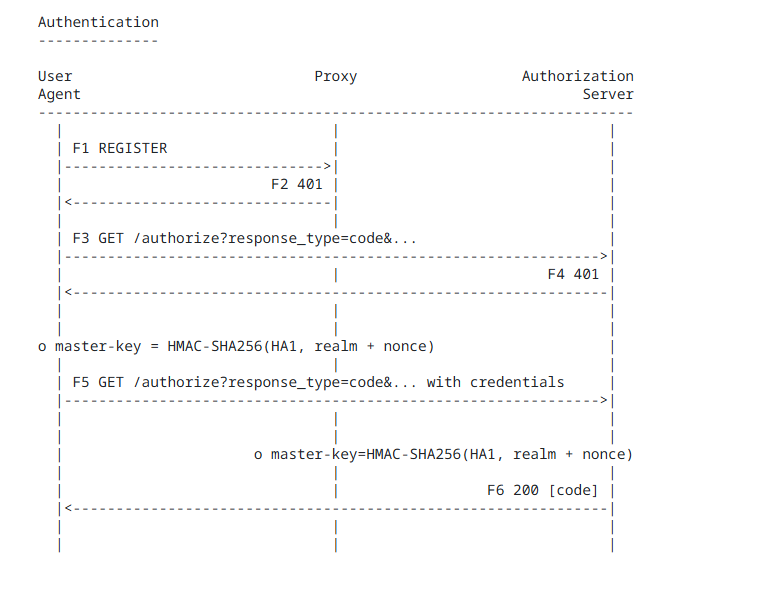 Authentication
--------------
User                            Proxy                   Authorization
Agent                                                          Server
---------------------------------------------------------------------
F1 REGISTER
F2 401
F3 GET /authorize?response_type=code&...
F4 401
o master-key = HMAC-SHA256(HA1, realm + nonce)
F5 GET /authorize?response_type=code&... with credentials
o master-key=HMAC-SHA256(HA1, realm + nonce)
F6 200 [code]